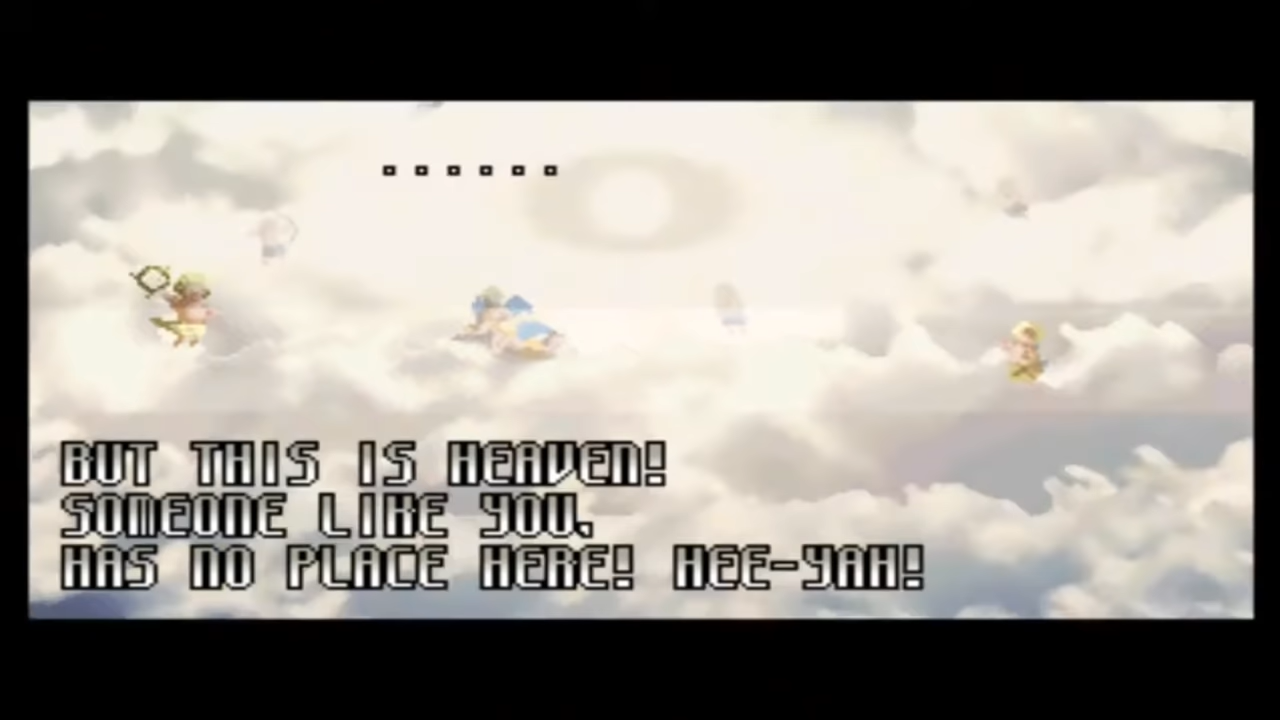 ......
BUT THIS IS HEAVEN!
SOMEONE LIKE YOU,
HAS NO PLACE HERE! HEE-YAH!